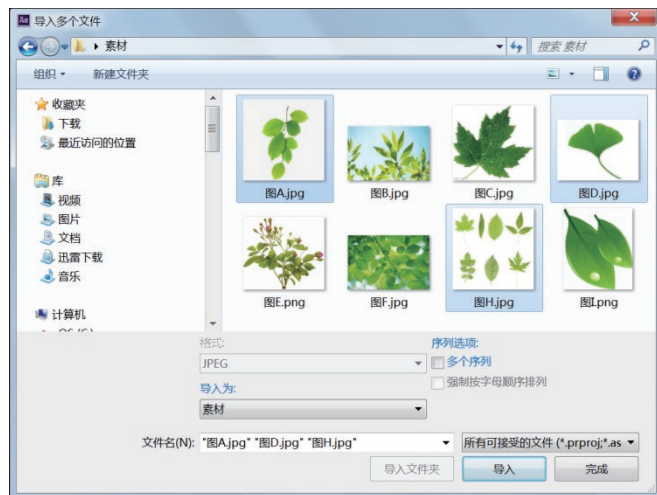 Ae 导入多个文件
素材
搜索 素材
组织
新建文件夹
收藏夹
下载
最近访问的位置
库
视频
图片
文档
迅雷下载
音乐
计算机
图A.jpg
图B.jpg
图C.jpg
图D.jpg
图E.png
图F.jpg
图H.jpg
图I.png
格式:
JPEG
导入为:
素材
序列选项:
多个序列
强制按字母顺序排列
文件名(N):
"图A.jpg" "图D.jpg" "图H.jpg"
所有可接受的文件 (*.prproj;*.as
导入文件夹
导入
完成